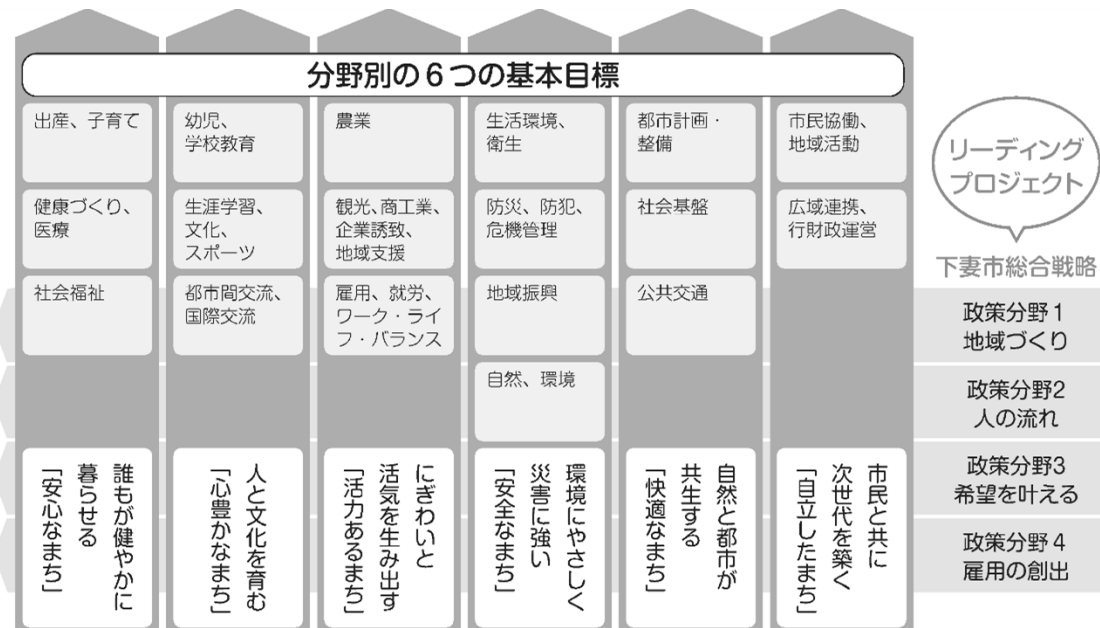 分野別の6つの基本目標
出産、子育て
健康づくり、
医療
社会福祉
誰もが健やかに
暮らせる
「安心なまち」
幼児、
学校教育
生涯学習、
文化、
スポーツ
都市間交流、
国際交流
人と文化を育む
「心豊かなまち」
農業
観光、商工業、
企業誘致、
地域支援
雇用、就労、
ワーク・ライ
フ・バランス
にぎわいと
活気を生み出す
「活力あるまち」
生活環境、
衛生
防災、防犯、
危機管理
地域振興
自然、環境
環境にやさしく
災害に強い
「安全なまち」
都市計画・
整備
社会基盤
公共交通
自然と都市が
共生する
「快適なまち」
市民協働、
地域活動
広域連携、
行財政運営
市民と共に
次世代を築く
「自立したまち」
リーディング
プロジェクト
下妻市総合戦略
政策分野1
地域づくり
政策分野2
人の流れ
政策分野3
希望を叶える
政策分野4
雇用の創出